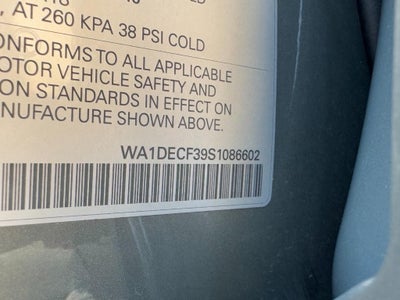 AT 260 KPA 38 PSI COLD
CONFORMS TO ALL APPLICABLE
MOTOR VEHICLE SAFETY AND
ON STANDARDS IN EFFECT ON
NUFACTURE SHOWN ABOVE.
WA1DECF39S1086602